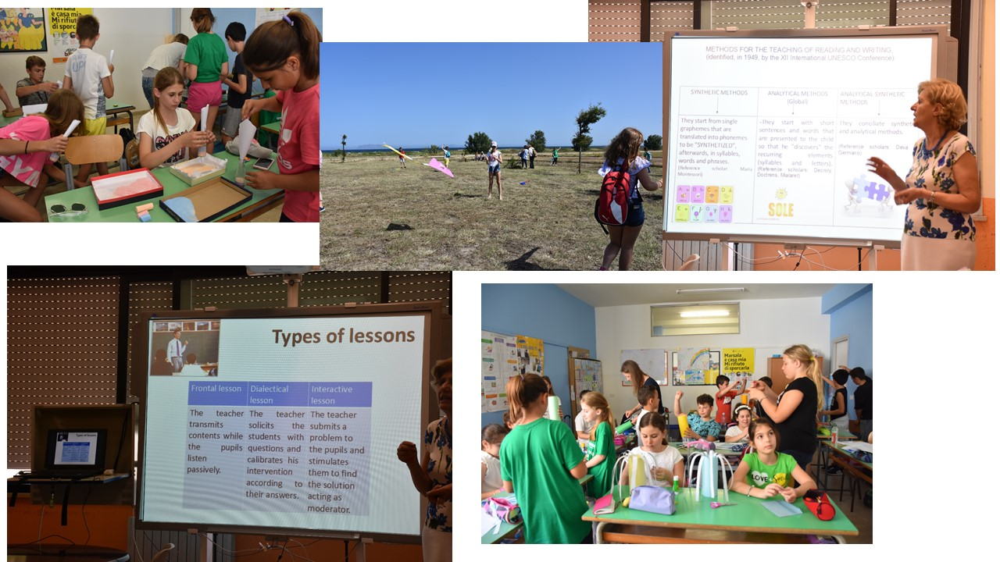 Marsala
è casa mia
Mi rifiuto
di sporcarla
METHODS FOR THE TEACHING OF READING AND WRITING,
(identified, in 1949, by the XII International UNESCO Conference)
SYNTHETIC METHODS
They start from single
graphemes that are
translated into phonemes
to be "SYNTHETIZED",
afterwards, in syllables,
words and phrases.
(Reference scholar: Maria
Montessori)
ANALYTICAL METHODS
(Global)
-They start with short
sentences and words that
are presented to the child
so that he "discovers" the
recurring elements
(syllables and letters).
(Reference scholars: Decroly,
Doctrens, Mialaret)
SOLE
ANALYTICAL SYNTHETIC
METHODS
They conciliate synthetic
and analytical methods.
(Reference scholars: Deva
Germano)
Types of lessons
Frontal lesson
The teacher
transmits
contents while
the pupils
listen
passively.
Dialectical
lesson
The teacher
solicits the
students with
questions and
calibrates his
intervention
according to
their answers.
Interactive
lesson
The teacher
submits a
problem to
the pupils and
stimulates
them to find
the solution
acting as
moderator.
Types of lessons
Marsala
è casa mia
Mi rifiuto
di sporcarla
LOVE